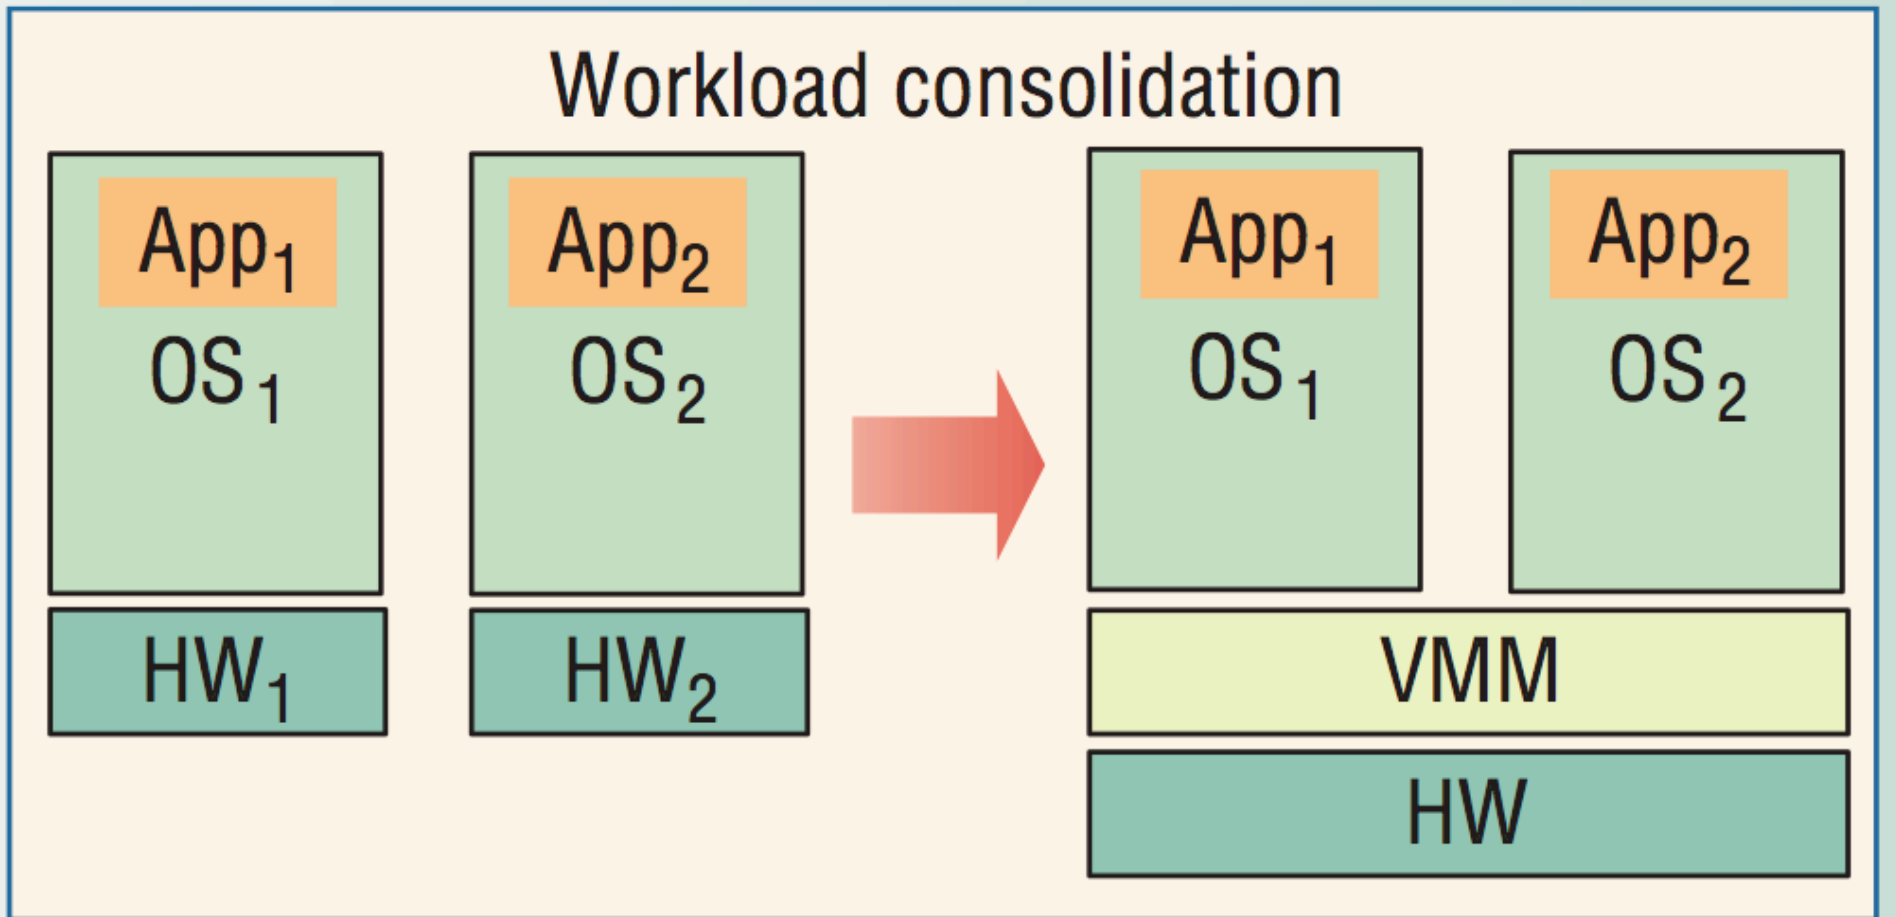 Workload consolidation
App1
OS1
HW1
App2
OS2
HW2
App1
OS1
App2
OS2
VMM
HW